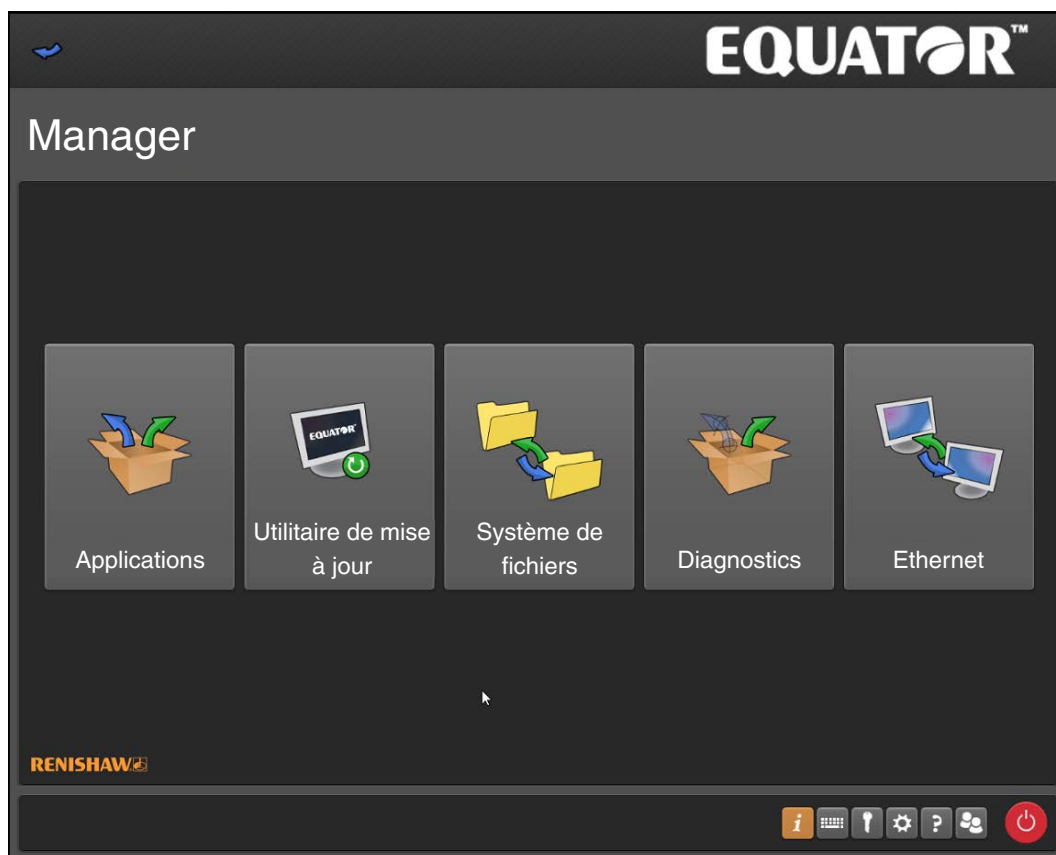 EQUATOR™
Manager
EQUATOR
Applications
Utilitaire de mise
à jour
Système de
fichiers
Diagnostics
Ethernet
RENISHAW
i
?